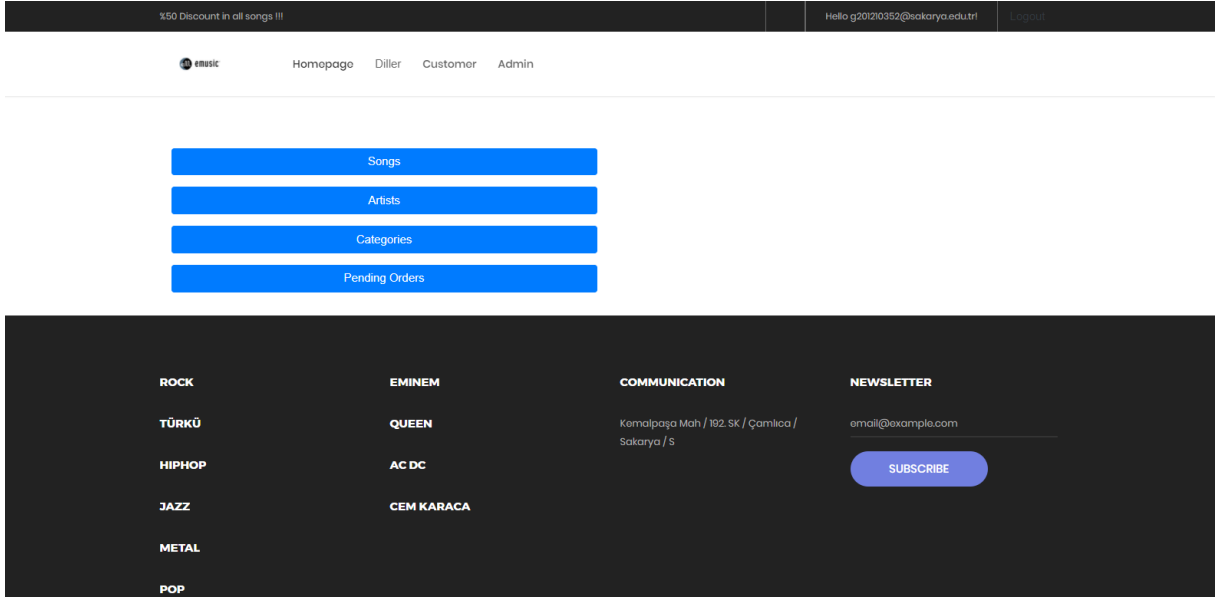 %50 Discount in all songs !!!
Hello g201210352@sakarya.edu.tr!
Logout
emusic
Homepage
Diller
Customer
Admin
Songs
Artists
Categories
Pending Orders
ROCK
TÜRKÜ
HIPHOP
JAZZ
METAL
POP
EMINEM
QUEEN
AC DC
CEM KARACA
COMMUNICATION
Kemalpaşa Mah / 192. SK / Çamlıca /
Sakarya / S
NEWSLETTER
email@example.com
SUBSCRIBE